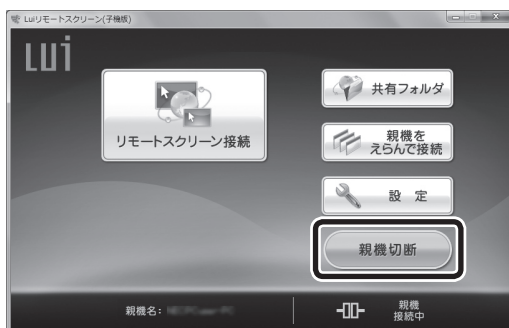 Luiリモートスクリーン(子機版)
Lui
リモートスクリーン接続
共有フォルダ
親機を
えらんで接続
設 定
親機切断
親機名:
親機
接続中